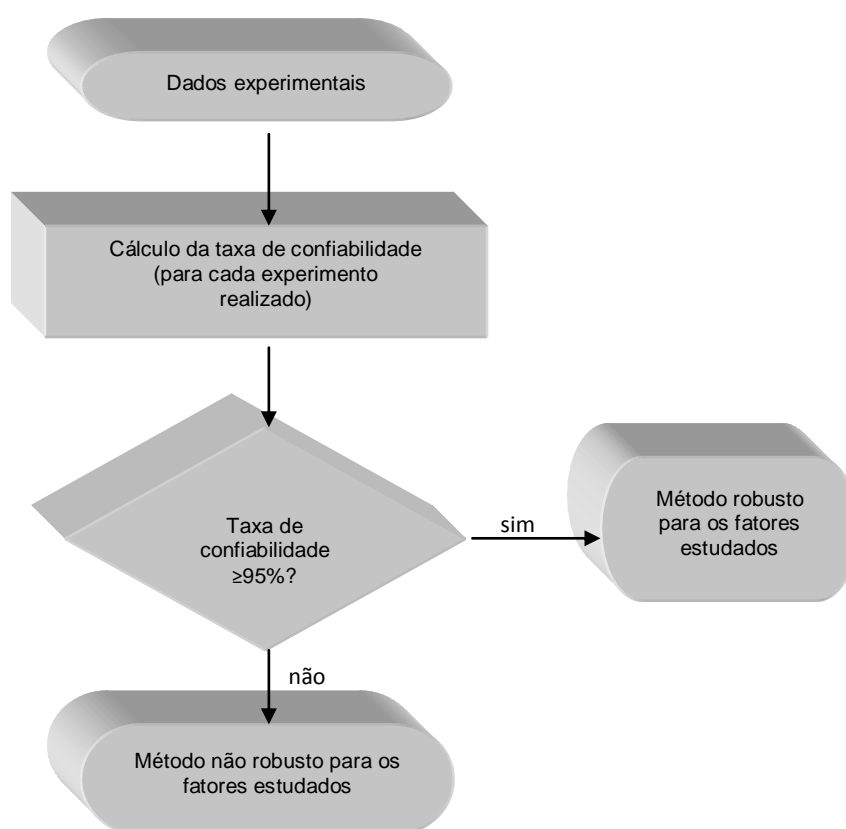 Dados experimentais
Cálculo da taxa de confiabilidade
(para cada experimento
realizado)
Taxa de
confiabilidade
≥95%?
sim
Método robusto
para os fatores
estudados
não
Método não robusto para os
fatores estudados